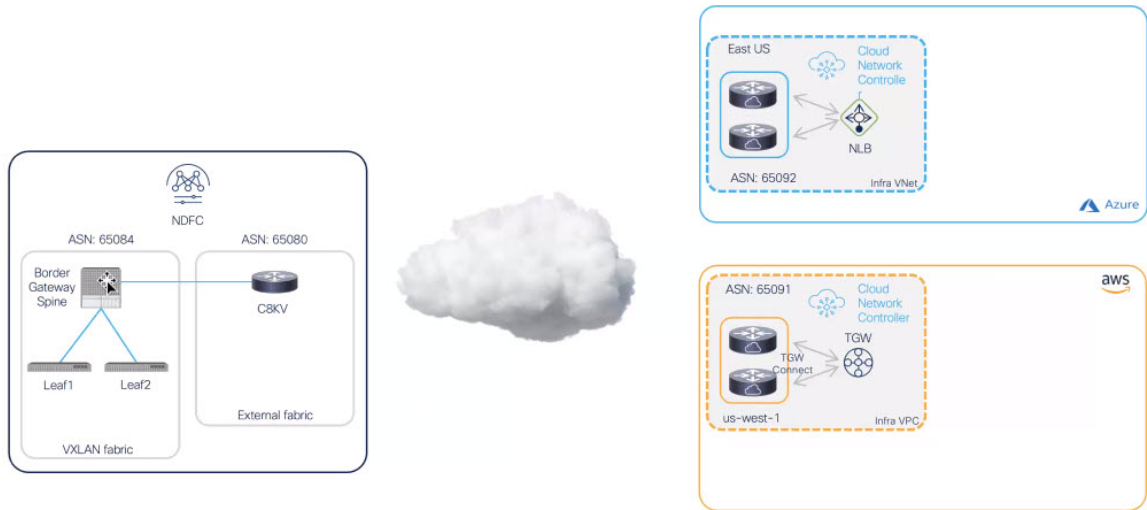 NDFC
ASN: 65084
ASN: 65080
Border
Gateway
Spine
C8KV
Leaf1
Leaf2
External fabric
VXLAN fabric
East US
Cloud
Network
Controlle
NLB
ASN: 65092
Infra VNet
Azure
aws
ASN: 65091
Cloud
Network
Controller
TGW
TGW
Connect
us-west-1
Infra VPC